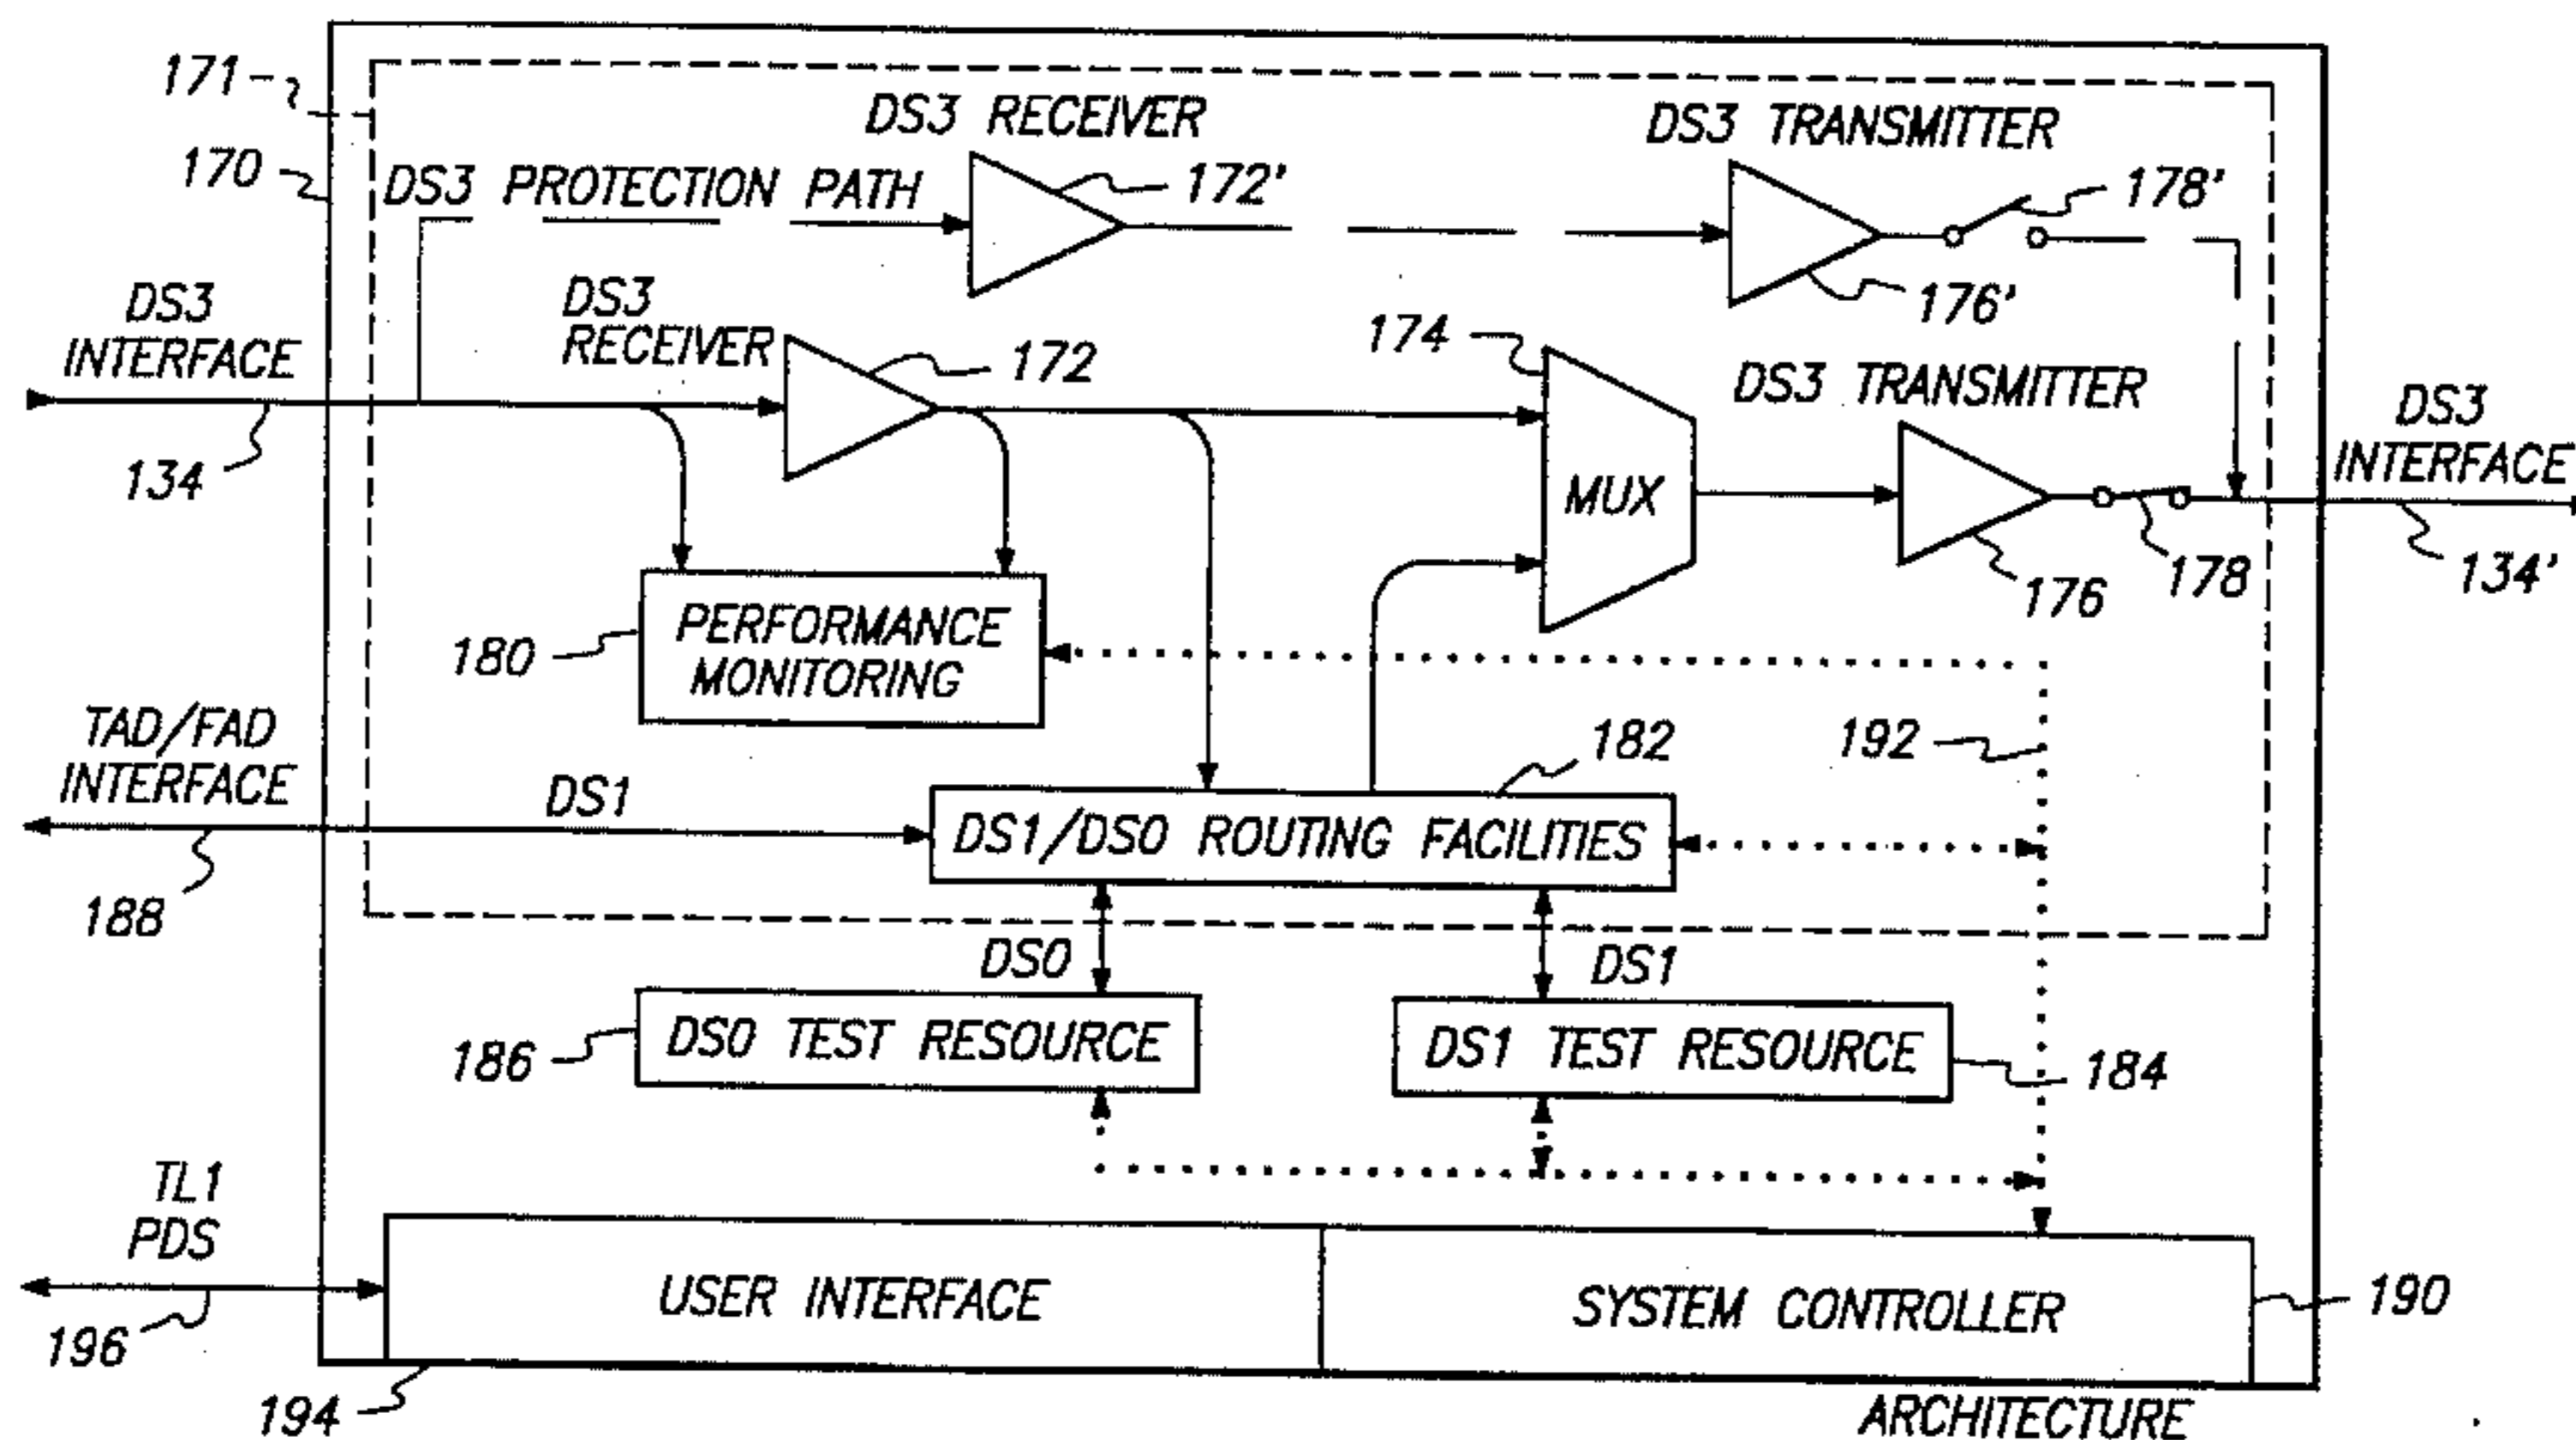 171
170
DS3 RECEIVER
DS3 TRANSMITTER
DS3 PROTECTION PATH
172'
178'
176'
DS3
INTERFACE
134
DS3
RECEIVER
172
174
MUX
DS3 TRANSMITTER
176
178
DS3
INTERFACE
134'
180
PERFORMANCE
MONITORING
TAD/FAD
INTERFACE
188
DS1
182
192
DS1/DS0 ROUTING FACILITIES
DS0
DS1
186
DS0 TEST RESOURCE
DS1 TEST RESOURCE
184
TL1
PDS
196
USER INTERFACE
SYSTEM CONTROLLER
190
194
ARCHITECTURE